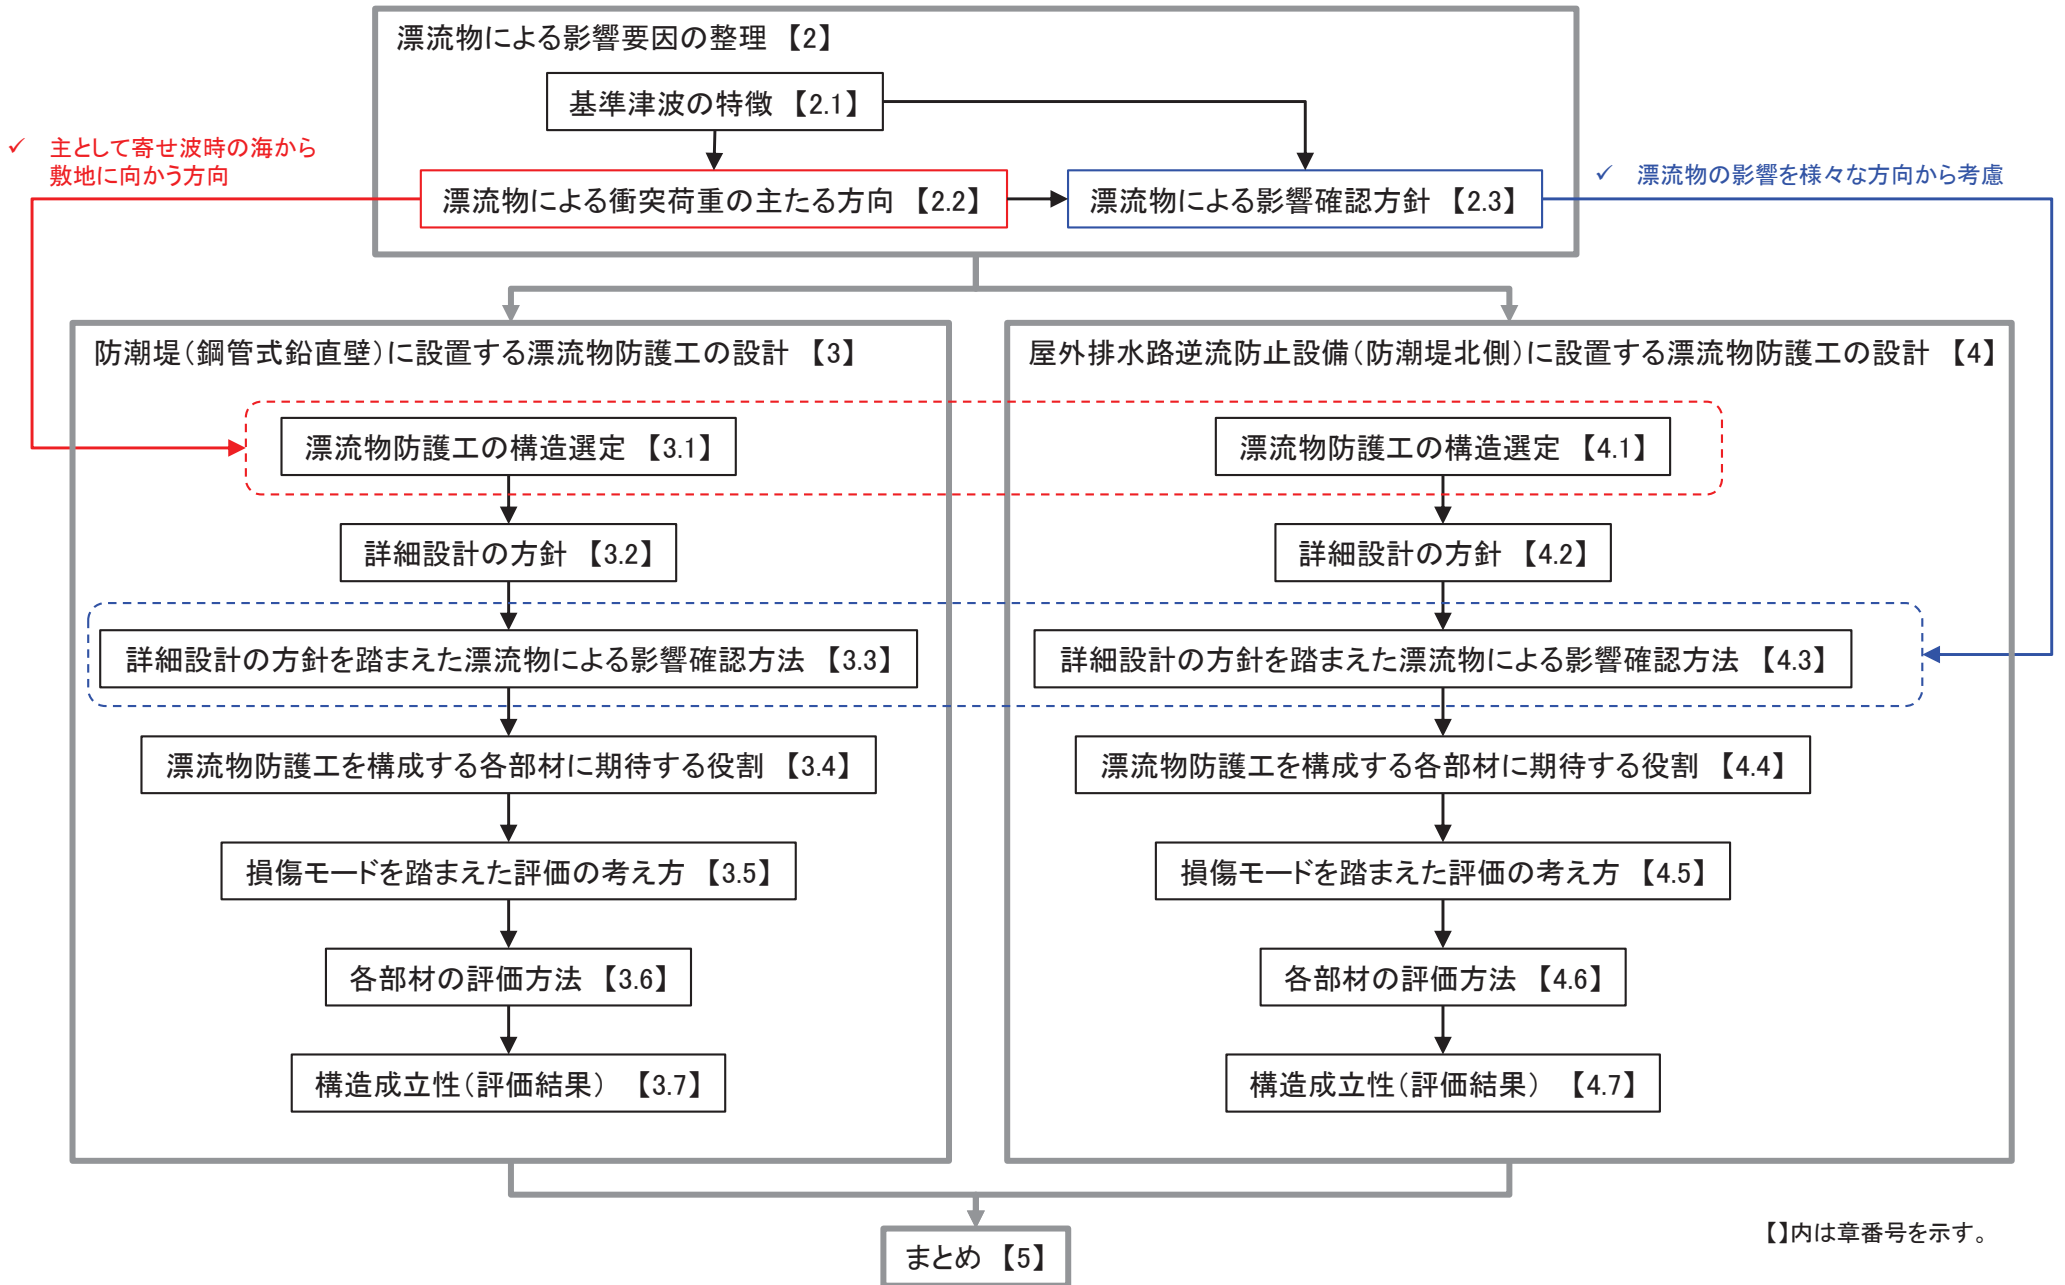 漂流物による影響要因の整理 【2】
基準津波の特徴 【2.1】
✓ 主として寄せ波時の海から
敷地に向かう方向
漂流物による衝突荷重の主たる方向 【2.2】
漂流物による影響確認方針 【2.3】
✓ 漂流物の影響を様々な方向から考慮
防潮堤(鋼管式鉛直壁)に設置する漂流物防護工の設計 【3】
漂流物防護工の構造選定 【3.1】
詳細設計の方針 【3.2】
詳細設計の方針を踏まえた漂流物による影響確認方法 【3.3】
漂流物防護工を構成する各部材に期待する役割 【3.4】
損傷モードを踏まえた評価の考え方 【3.5】
各部材の評価方法 【3.6】
構造成立性(評価結果) 【3.7】
屋外排水路逆流防止設備(防潮堤北側)に設置する漂流物防護工の設計 【4】
漂流物防護工の構造選定 【4.1】
詳細設計の方針 【4.2】
詳細設計の方針を踏まえた漂流物による影響確認方法 【4.3】
漂流物防護工を構成する各部材に期待する役割 【4.4】
損傷モードを踏まえた評価の考え方 【4.5】
各部材の評価方法 【4.6】
構造成立性(評価結果) 【4.7】
まとめ 【5】
【】内は章番号を示す。